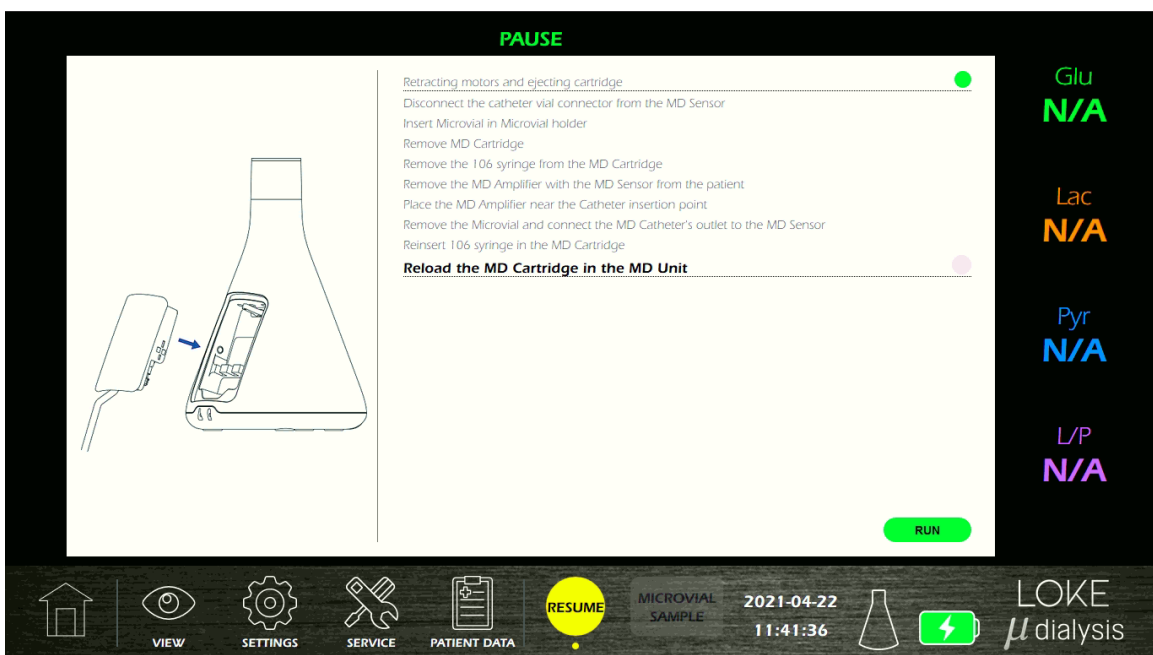 PAUSE
Retracting motors and ejecting cartridge
Disconnect the catheter vial connector from the MD Sensor
Insert Microvial in Microvial holder
Remove MD Cartridge
Remove the 106 syringe from the MD Cartridge
Remove the MD Amplifier with the MD Sensor from the patient
Place the MD Amplifier near the Catheter insertion point
Remove the Microvial and connect the MD Catheter's outlet to the MD Sensor
Reinsert 106 syringe in the MD Cartridge
Reload the MD Cartridge in the MD Unit
RUN
Glu
N/A
Lac
N/A
Pyr
N/A
L/P
N/A
VIEW
SETTINGS
SERVICE
PATIENT DATA
RESUME
MICROVIAL
SAMPLE
2021-04-22
11:41:36
LOKE
μ dialysis